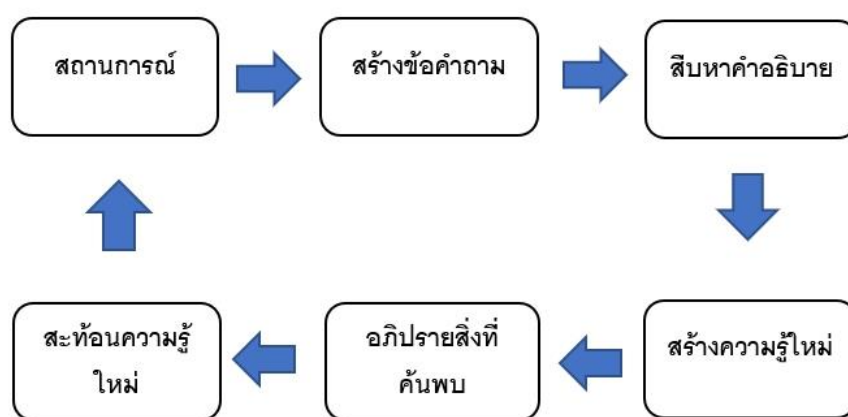 สถานการณ์
สร้างข้อคำถาม
สืบหาคำอธิบาย
สร้างความรู้ใหม่
อภิปรายสิ่งที่
ค้นพบ
สะท้อนความรู้
ใหม่